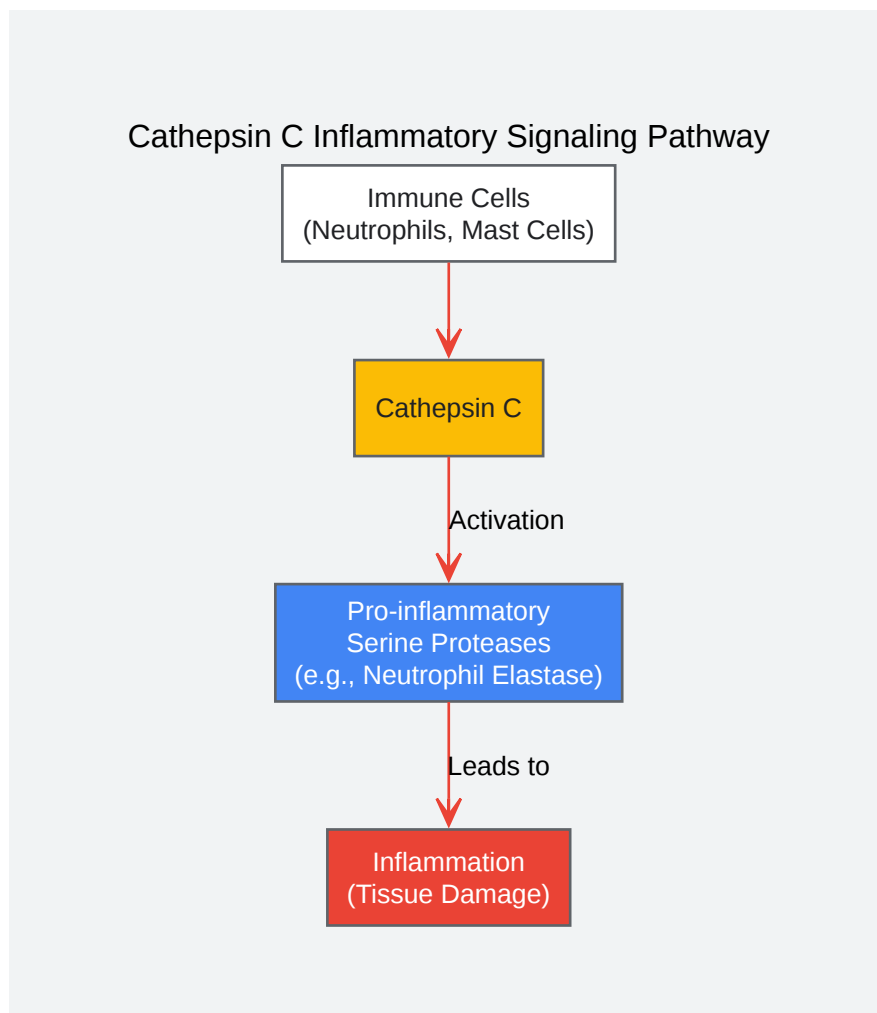 Cathepsin C Inflammatory Signaling Pathway
Immune Cells
(Neutrophils, Mast Cells)
Cathepsin C
Activation
Pro-inflammatory
Serine Proteases
(e.g., Neutrophil Elastase)
Leads to
Inflammation
(Tissue Damage)